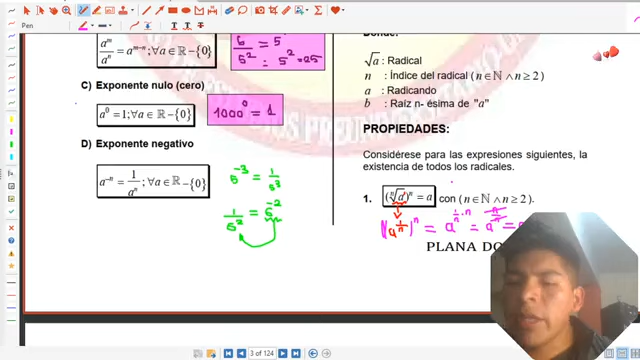 Pen
a^m / a^n = a^{m-n}; ∀a ∈ ℝ - {0}
5^2 = 5^2 = 25
C) Exponente nulo (cero)
a^0 = 1; ∀a ∈ ℝ - {0}
1000^0 = 1
D) Exponente negativo
a^{-n} = 1 / a^n; ∀a ∈ ℝ - {0}
5^{-3} = 1 / 5^3
1 / 5^2 = 5^{-2}
Donde:
√a : Radical
n : Índice del radical (n ∈ ℕ ∧ n ≥ 2)
a : Radicando
b : Raíz n- ésima de "a"
PROPIEDADES:
Considérese para las expresiones siguientes, la
existencia de todos los radicales.
1. (ⁿ√a)^n = a con (n ∈ ℕ ∧ n ≥ 2).
(a^{1/n})^n = a^{1/n · n} = a^{n/n} =
PLANA DO
3 of 124